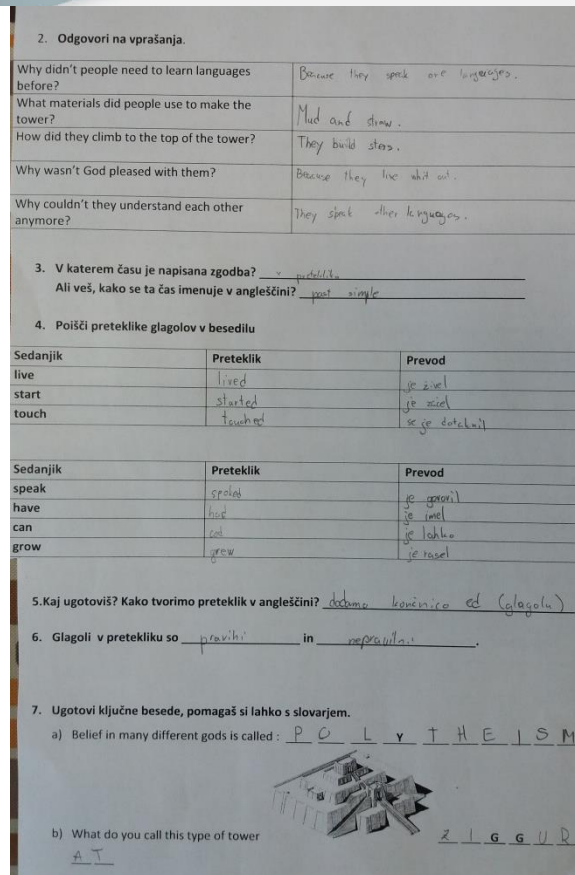 2. Odgovori na vprašanja.
Why didn't people need to learn languages before?
Because they speak one languages.
What materials did people use to make the tower?
Mud and straw.
How did they climb to the top of the tower?
They build steps.
Why wasn't God pleased with them?
Because they live
Why couldn't they understand each other anymore?
They speak other languages.
3. V katerem času je napisana zgodba? v pretekliku
Ali veš, kako se ta čas imenuje v angleščini? past simple
4. Poišči preteklike glagolov v besedilu
Sedanjik Preteklik Prevod
live lived je živel
start started je
touch touched se je
Sedanjik Preteklik Prevod
speak spoked je govoril
have had je imel
can cod je lahko
grow grew je rasel
5.Kaj ugotoviš? Kako tvorimo preteklik v angleščini? dodamo končnico ed (glagolu)
6. Glagoli v pretekliku so pravilni in nepravilni.
7. Ugotovi ključne besede, pomagaš si lahko s slovarjem.
a) Belief in many different gods is called : P O L Y T H E I S M
b) What do you call this type of tower Z I G G U R
A T